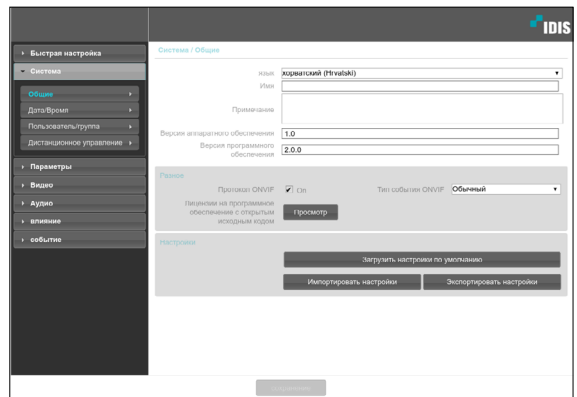 IDIS
Быстрая настройка
Система
Общие
Дата/Время
Пользователь/группа
Дистанционное управление
Параметры
Видео
Аудио
влияние
событие
Система / Общие
язык хорватский (Hrvatski)
Имя
Примечание
Версия аппаратного обеспечения 1.0
Версия программного
обеспечения 2.0.0
Разное
Протокол ONVIF On Тип события ONVIF Обычный
Лицензии на программное
обеспечение с открытым
исходным кодом Просмотр
Настройки
Загрузить настройки по умолчанию
Импортировать настройки Экспортировать настройки